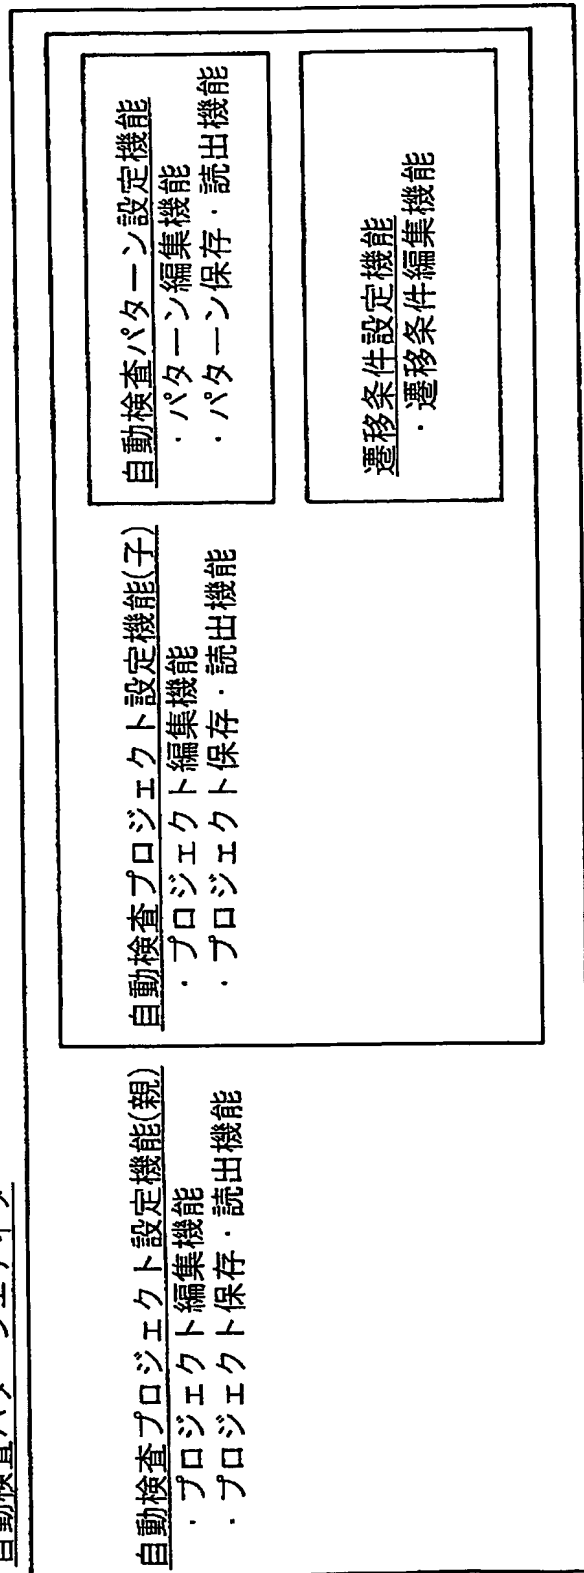 自動検査プロジェクト設定機能(親)
・プロジェクト編集機能
・プロジェクト保存・読出機能
自動検査プロジェクト設定機能(子)
・プロジェクト編集機能
・プロジェクト保存・読出機能
自動検査パターン設定機能
・パターン編集機能
・パターン保存・読出機能
遷移条件設定機能
・遷移条件編集機能